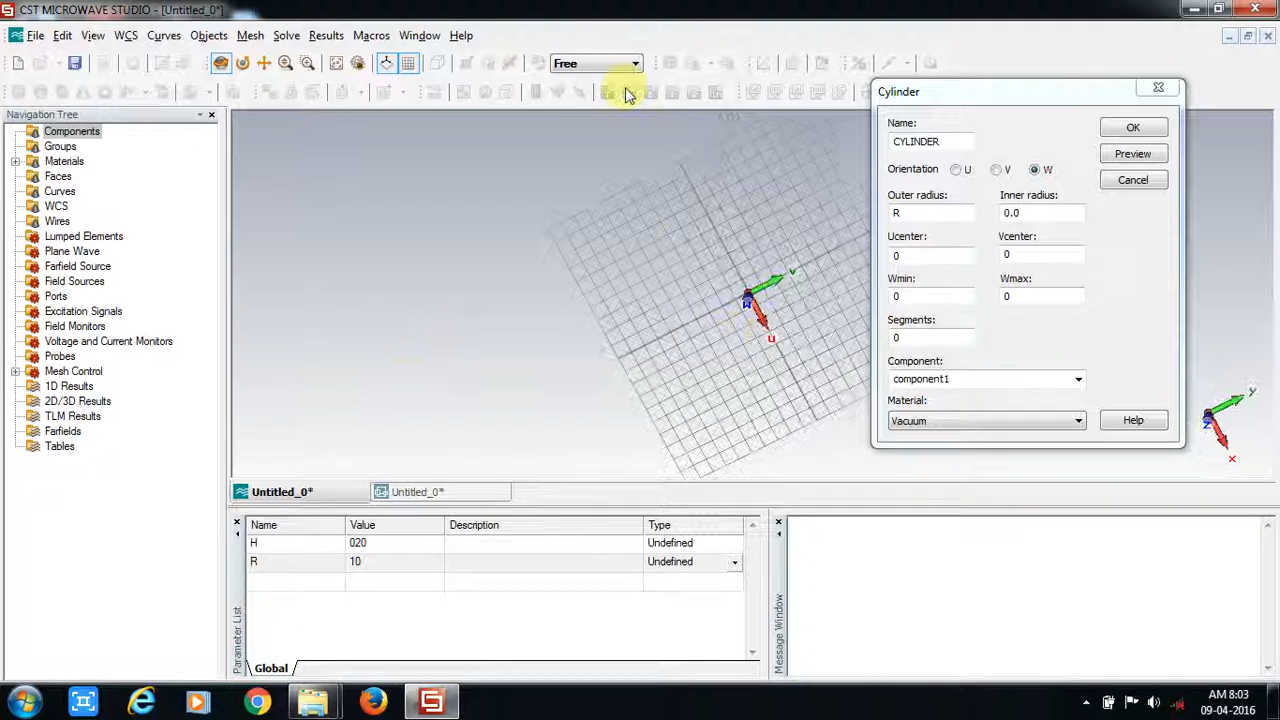 CST MICROWAVE STUDIO - [Untitled_0*]
File Edit View WCS Curves Objects Mesh Solve Results Macros Window Help
Free
Navigation Tree
Components
Groups
Materials
Faces
Curves
WCS
Wires
Lumped Elements
Plane Wave
Farfield Source
Field Sources
Ports
Excitation Signals
Field Monitors
Voltage and Current Monitors
Probes
Mesh Control
1D Results
2D/3D Results
TLM Results
Farfields
Tables
v
w
u
Cylinder
Name:
CYLINDER
OK
Preview
Cancel
Orientation U V W
Outer radius: Inner radius:
R 0.0
Ucenter: Vcenter:
0 0
Wmin: Wmax:
0 0
Segments:
0
Component:
component1
Material:
Vacuum
Help
y
z
x
Untitled_0* Untitled_0*
Name Value Description Type
H 020 Undefined
R 10 Undefined
Global
Parameter List
Message Window
AM 8:03
09-04-2016